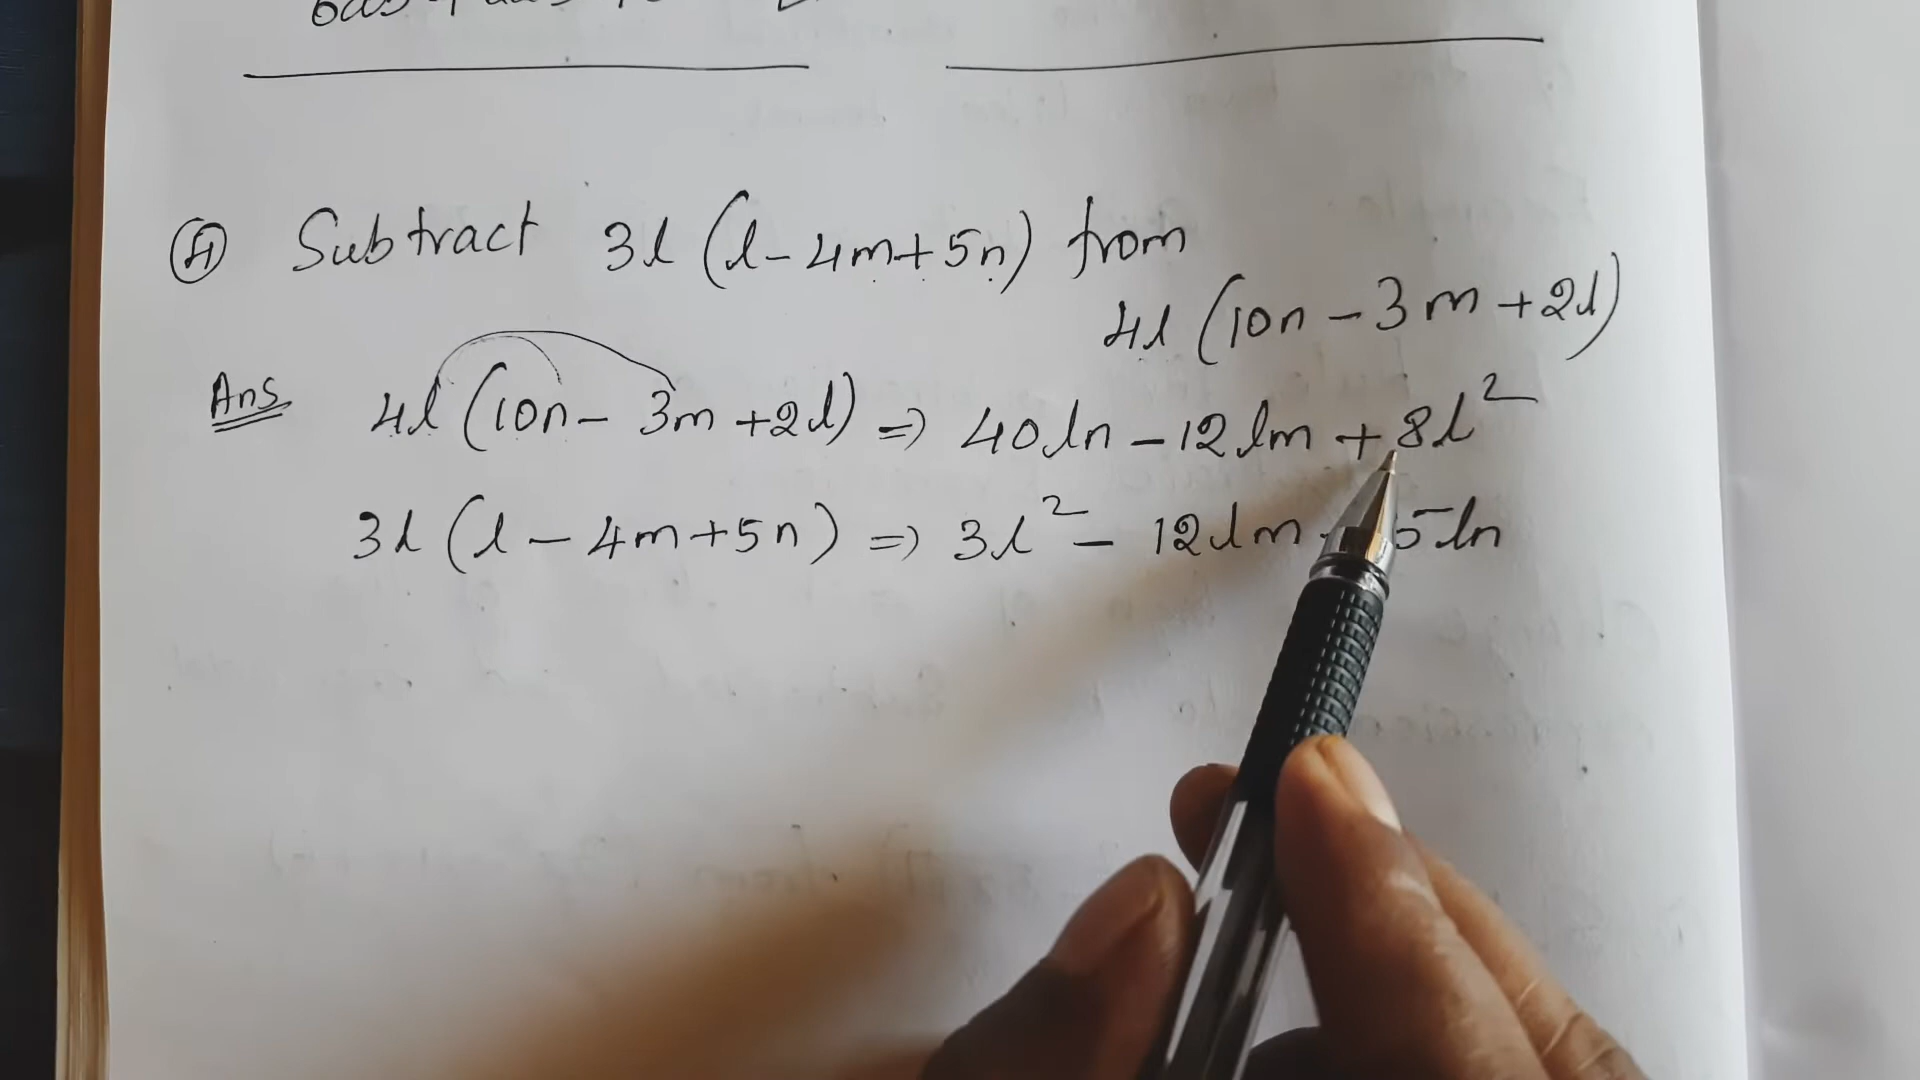 ④ Subtract 3l (l - 4m + 5n) from
4l (10n - 3m + 2l)
Ans 4l (10n - 3m + 2l) ⇒ 40ln - 12lm + 8l²
3l (l - 4m + 5n) ⇒ 3l² - 12lm 5ln